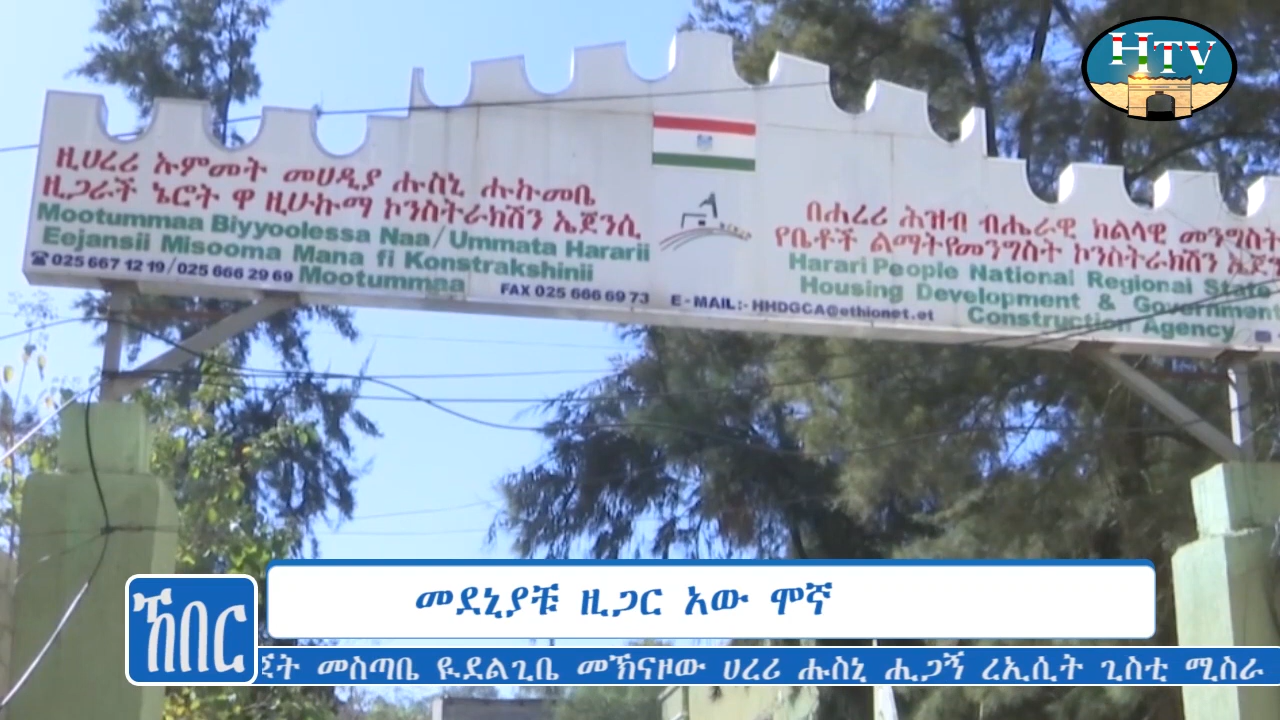 HTV
ዚሀረሪ ኡምመት መሀዲያ ሑስኒ ሑኩመቤ
ዚጋራች ኔሮት ዋ ዚሁኩማ ኮንስትራክሽን ኤጀንሲ
Mootummaa Biyyoolessa Naa/Ummata Hararii
Eejansii Misooma Mana fi Konstrakshinii
Mootummaa
☎025 667 12 19/025 666 29 69
FAX 025 666 69 73
E-MAIL:-HHDGCA@ethionet.et
በሐረሪ ሕዝብ ብሔራዊ ክልላዊ መንግስት
የቤቶች ልማትየመንግስት ኮንስትራክሽን ኤጀን
Harari People National Regional State
Housing Development & Government
Construction Agency
ኸበር
መደኒያቹ ዚጋር አው ሞኛ
ጂት መስጣቤ ዪደልጊቤ መኽናዞው ሀረሪ ሑስኒ ሒጋኝ ረኢሲት ጊስቲ ሚስራ